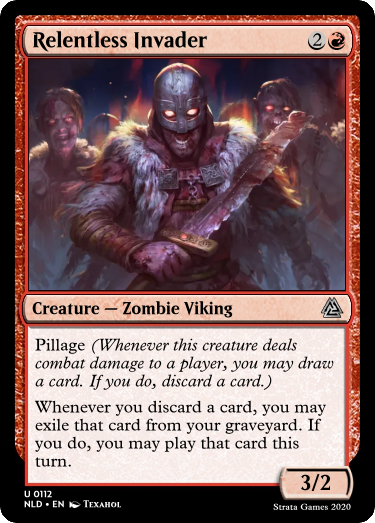 Relentless Invader 2
Creature — Zombie Viking
Pillage (Whenever this creature deals
combat damage to a player, you may draw
a card. If you do, discard a card.)
Whenever you discard a card, you may
exile that card from your graveyard. If
you do, you may play that card this
turn.
3/2
U 0112
NLD • EN Texahol
Strata Games 2020